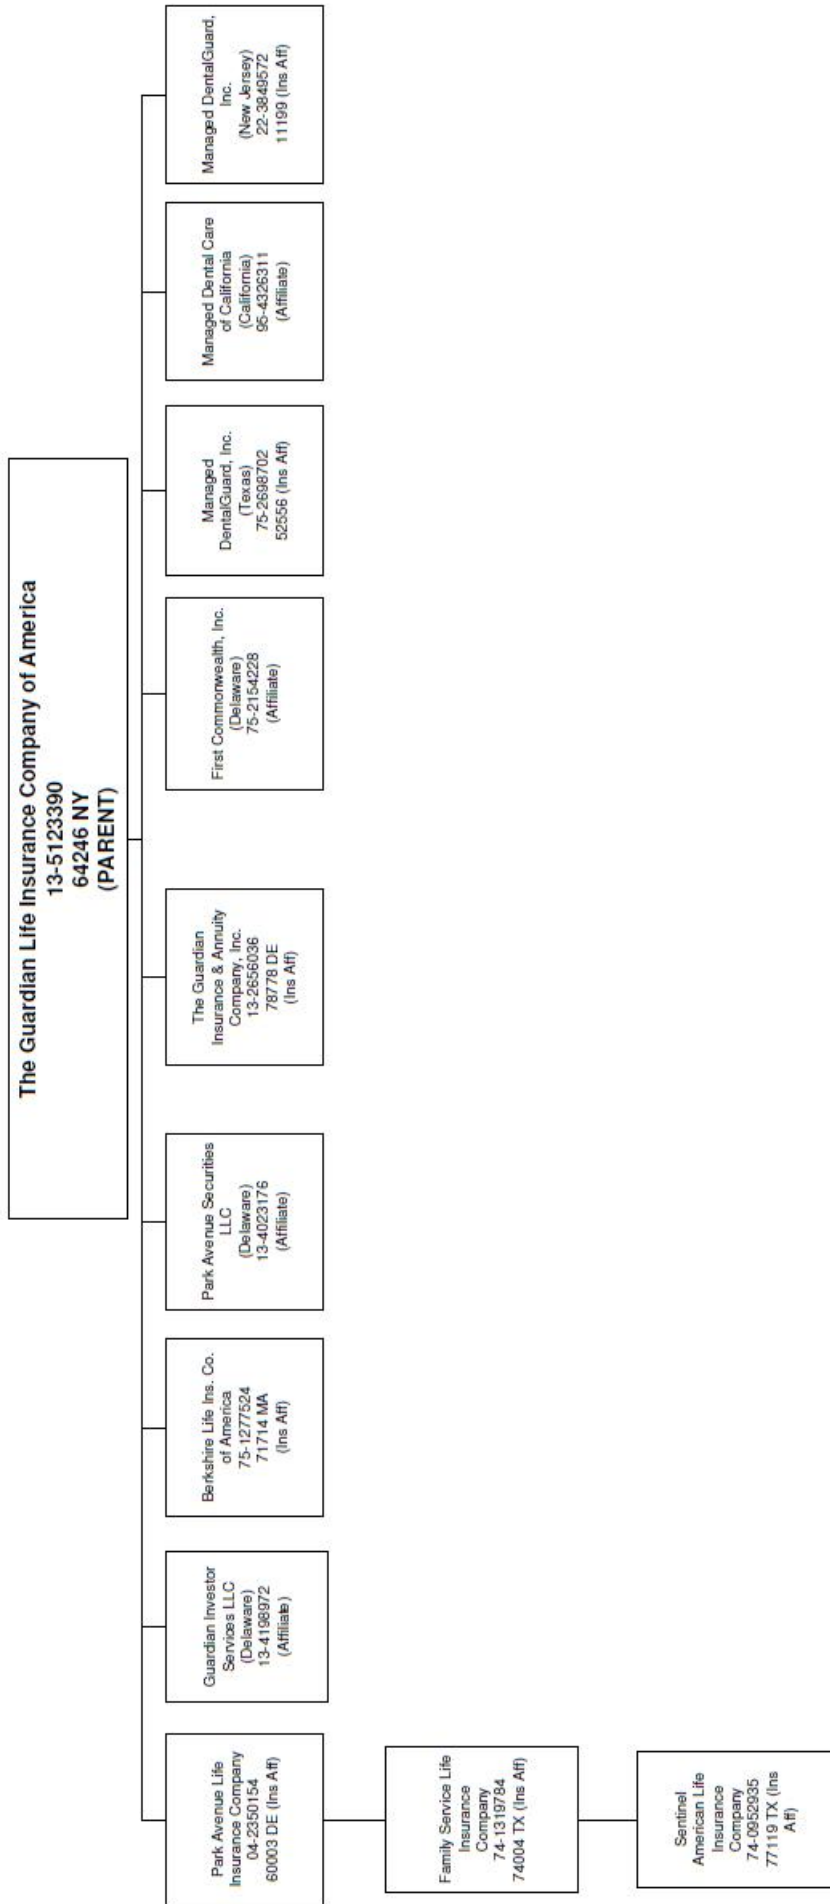 The Guardian Life Insurance Company of America
13-5123390
64246 NY
(PARENT)
Park Avenue Life
Insurance Company
04-2350154
60003 DE (Ins Aff)
Guardian Investor
Services LLC
(Delaware)
13-4198972
(Affiliate)
Berkshire Life Ins. Co.
of America
75-1277524
71714 MA
(Ins Aff)
Park Avenue Securities
LLC
(Delaware)
13-4023176
(Affiliate)
The Guardian
Insurance & Annuity
Company, Inc.
13-2656036
78778 DE
(Ins Aff)
First Commonwealth, Inc.
(Delaware)
75-2154228
(Affiliate)
Managed
DentalGuard, Inc.
(Texas)
75-2698702
52556 (Ins Aff)
Managed Dental Care
of California
(California)
95-4326311
(Affiliate)
Managed DentalGuard,
Inc.
(New Jersey)
22-3849572
11199 (Ins Aff)
Family Service Life
Insurance
Company
74-1319784
74004 TX (Ins Aff)
Sentinel
American Life
Insurance
Company
74-0952935
77119 TX (Ins
Aff)